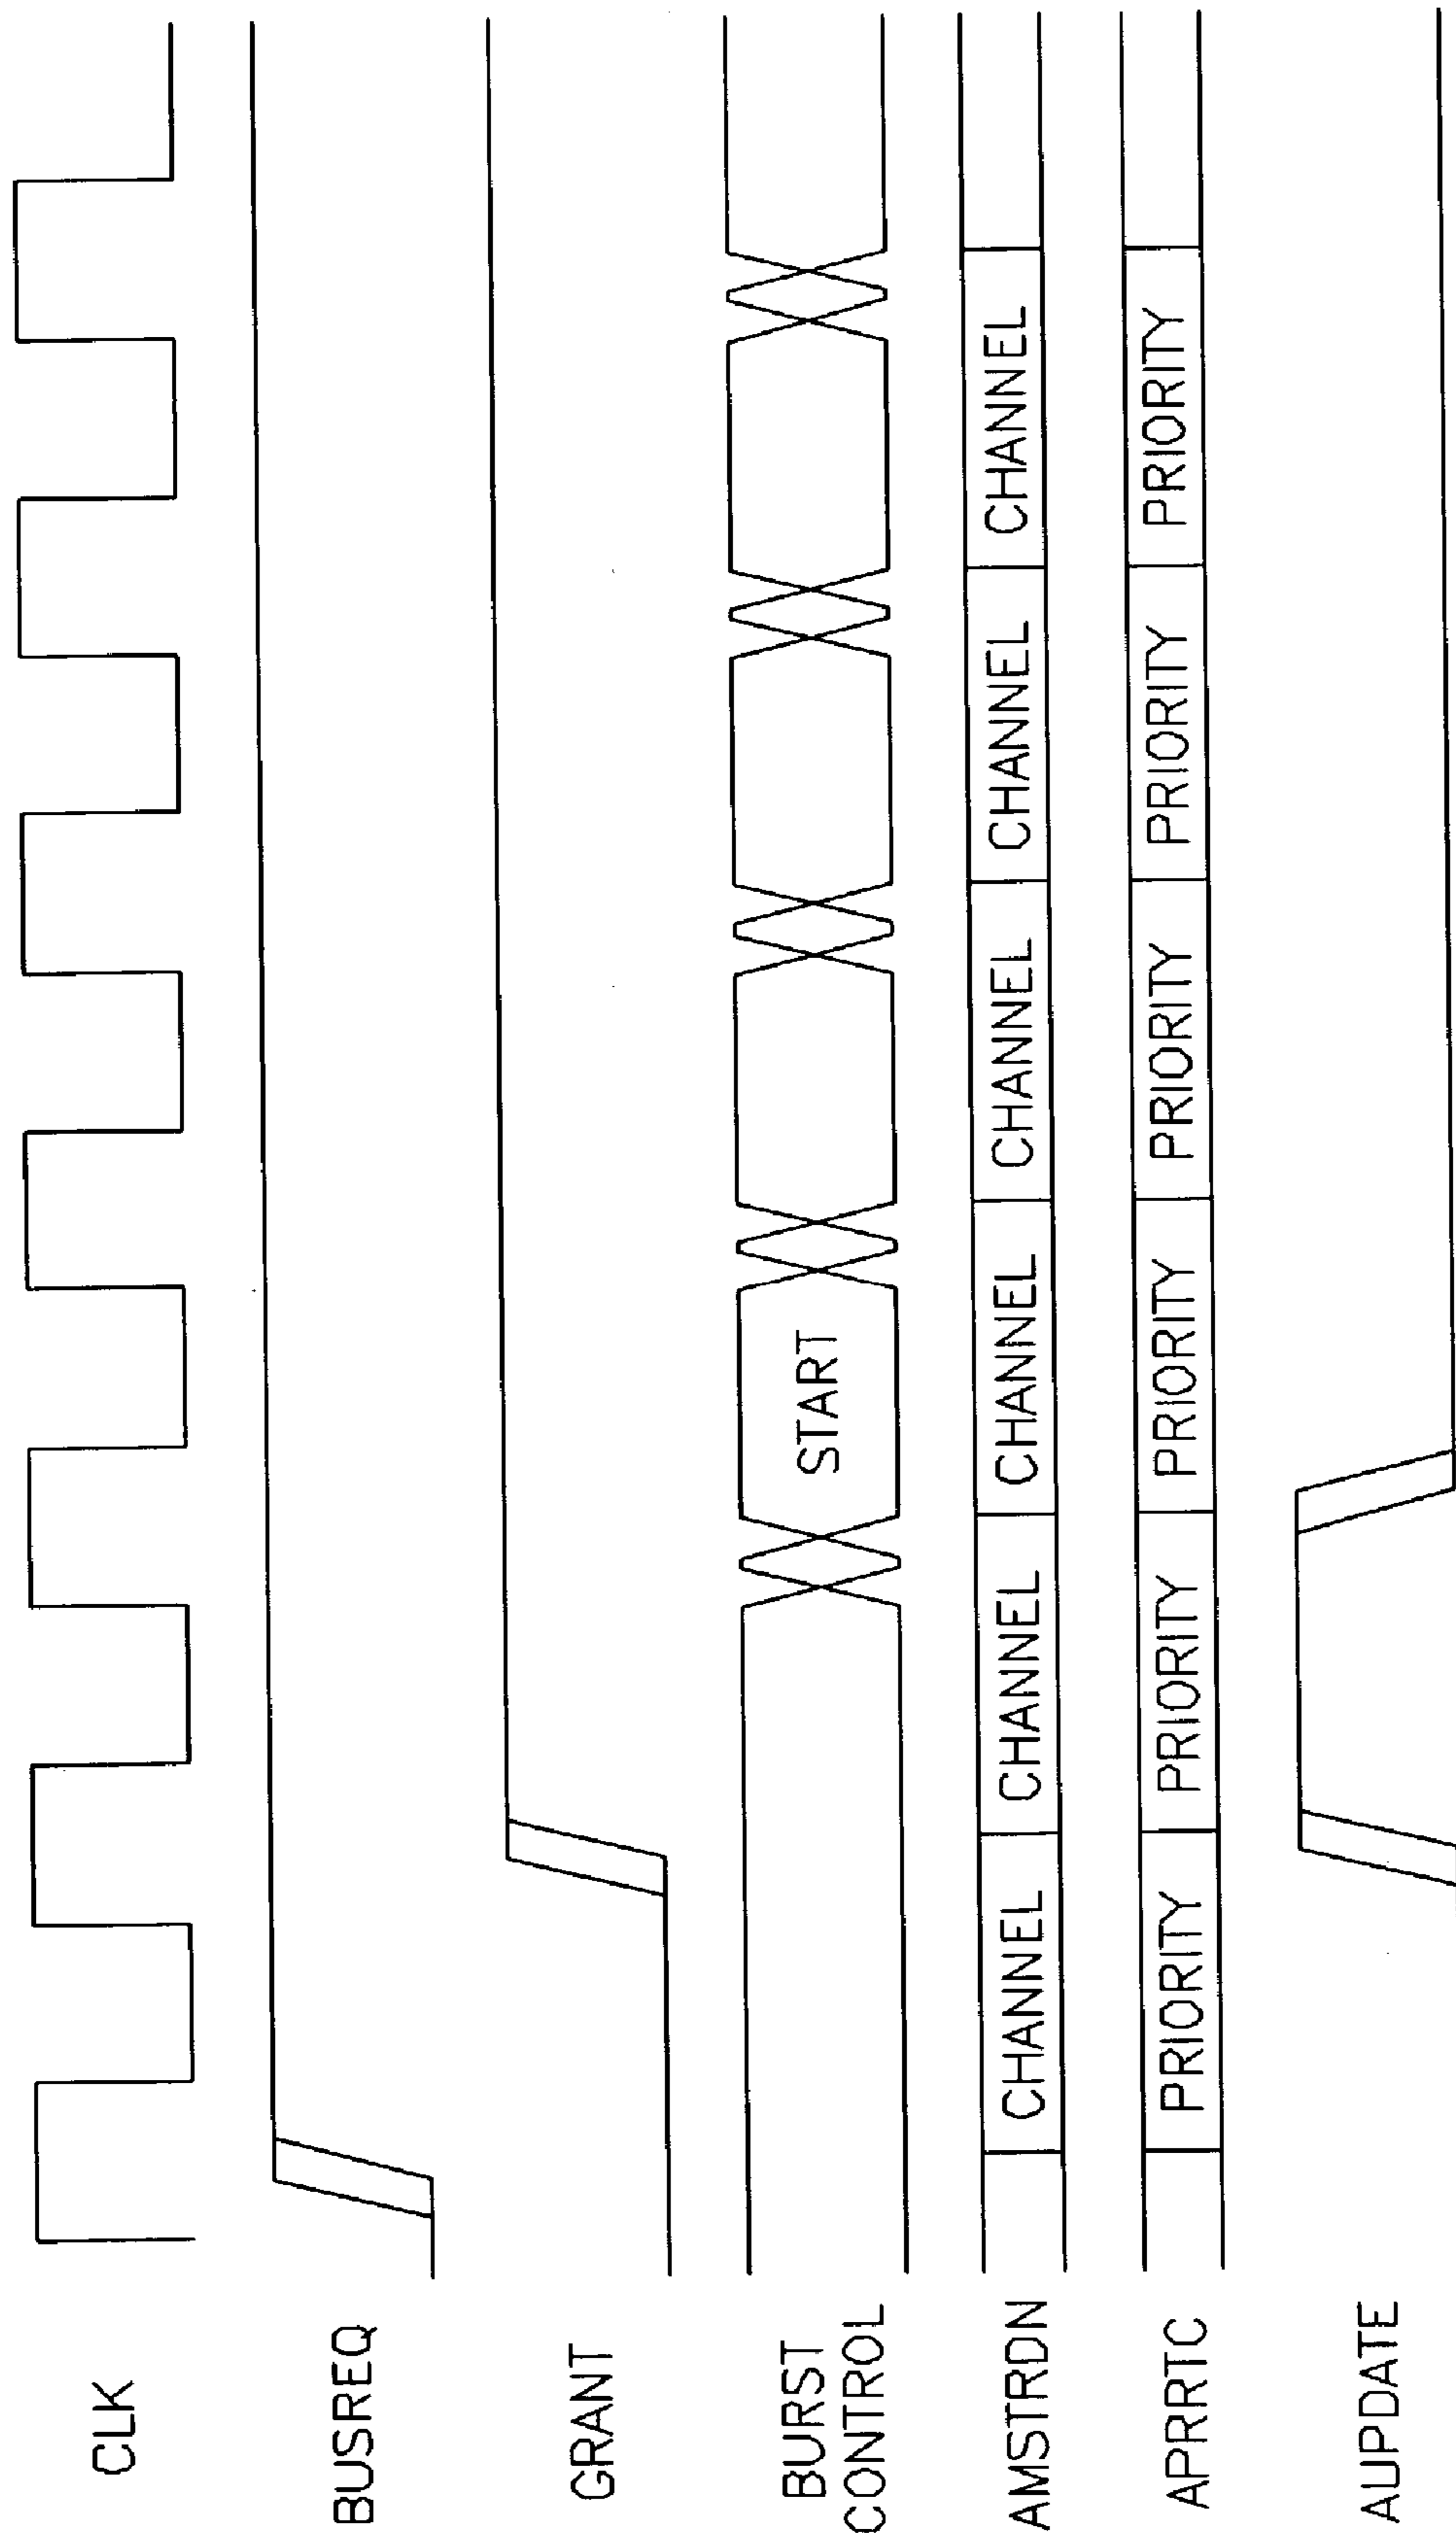 CLK
BUSREQ
GRANT
BURST
CONTROL
START
AMSTRDN
CHANNEL CHANNEL CHANNEL CHANNEL CHANNEL CHANNEL
APRRTC
PRIORITY PRIORITY PRIORITY PRIORITY PRIORITY PRIORITY
AUPDATE